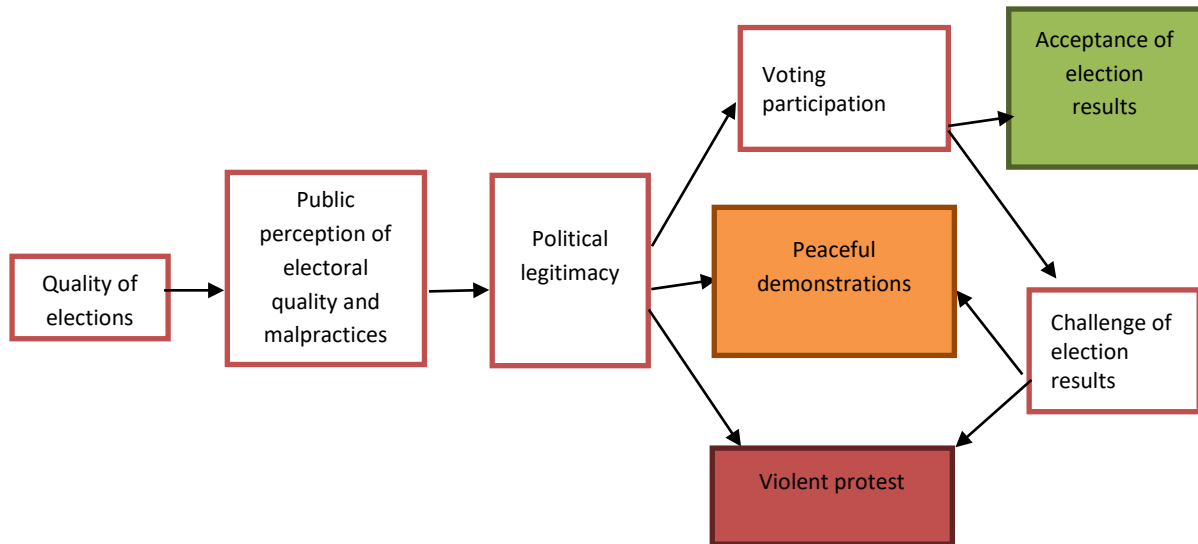 Quality of
elections
Public
perception of
electoral
quality and
malpractices
Political
legitimacy
Voting
participation
Acceptance of
election
results
Peaceful
demonstrations
Challenge of
election
results
Violent protest